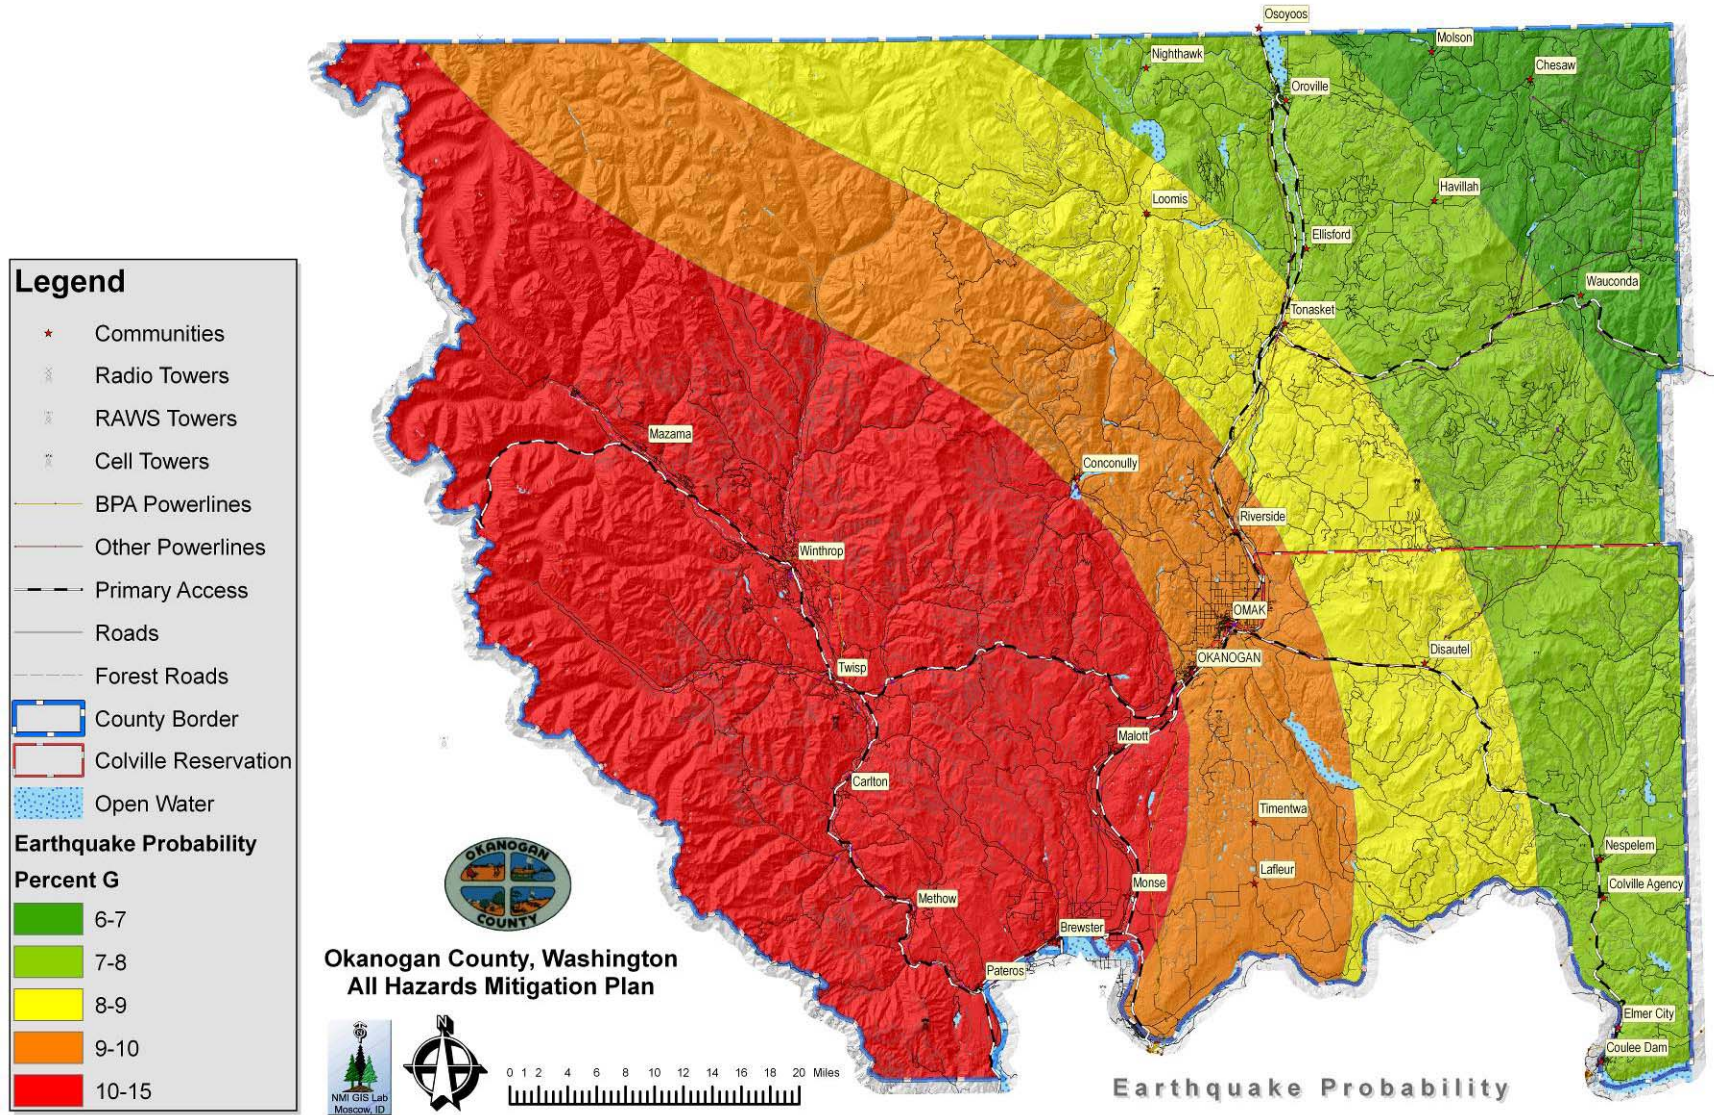 Osoyoos
Molson
Nighthawk
Chesaw
Oroville
Havillah
Loomis
Ellisford
Wauconda
Tonasket
Mazama
Conconully
Riverside
Winthrop
OMAK
Disautel
OKANOGAN
Twisp
Malott
Carlton
Timentwa
Nespelem
Lafleur
Colville Agency
Monse
Methow
Brewster
Pateros
Elmer City
Coulee Dam
Legend
Communities
Radio Towers
RAWS Towers
Cell Towers
BPA Powerlines
Other Powerlines
Primary Access
Roads
Forest Roads
County Border
Colville Reservation
Open Water
Earthquake Probability
Percent G
6-7
7-8
8-9
9-10
10-15
OKANOGAN
COUNTY
Okanogan County, Washington
All Hazards Mitigation Plan
N
NMI GIS Lab
Moscow, ID
N
0 1 2 4 6 8 10 12 14 16 18 20 Miles
Earthquake Probability